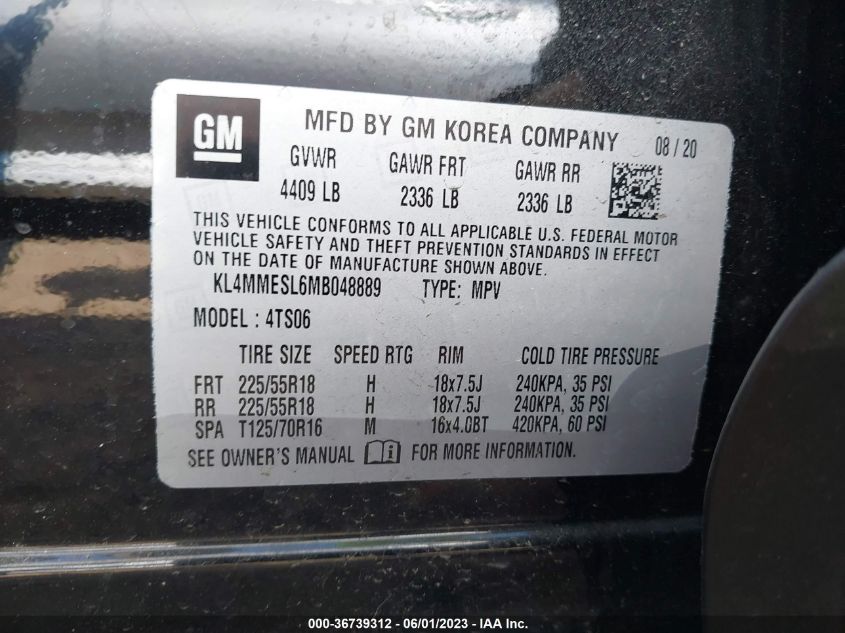 GM
MFD BY GM KOREA COMPANY 08 / 20
GVWR GAWR FRT GAWR RR
4409 LB 2336 LB 2336 LB
THIS VEHICLE CONFORMS TO ALL APPLICABLE U.S. FEDERAL MOTOR
VEHICLE SAFETY AND THEFT PREVENTION STANDARDS IN EFFECT
ON THE DATE OF MANUFACTURE SHOWN ABOVE.
KL4MMESL6MB048889 TYPE: MPV
MODEL : 4TS06
TIRE SIZE SPEED RTG RIM COLD TIRE PRESSURE
FRT 225/55R18 H 18x7.5J 240KPA, 35 PSI
RR 225/55R18 H 18x7.5J 240KPA, 35 PSI
SPA T125/70R16 M 16x4.0BT 420KPA, 60 PSI
SEE OWNER'S MANUAL FOR MORE INFORMATION.
000-36739312 - 06/01/2023 - IAA Inc.